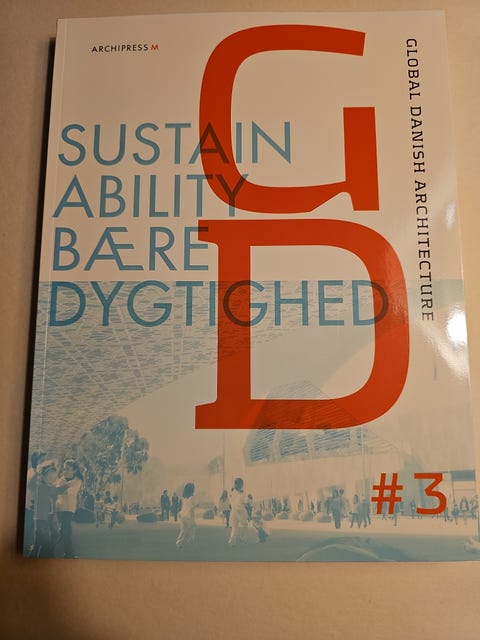 ARCHIPRESS M
GD
GLOBAL DANISH ARCHITECTURE
SUSTAIN
ABILITY
BÆRE
DYGTIGHED
#3